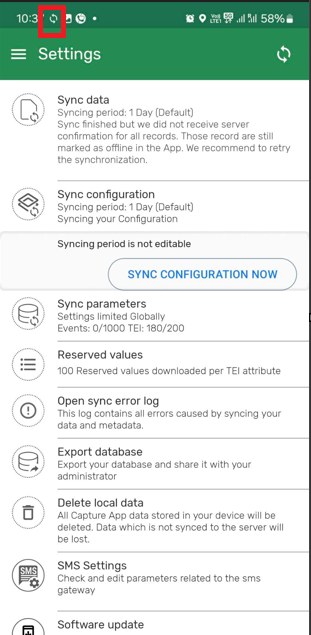 10:3
Vo)
LTE1
5G
58%
Settings
Sync data
Syncing period: 1 Day (Default)
Sync finished but we did not receive server
confirmation for all records. Those record are still
marked as offline in the App. We recommend to retry
the synchronization.
Sync configuration
Syncing period: 1 Day (Default)
Syncing your Configuration
Syncing period is not editable
SYNC CONFIGURATION NOW
Sync parameters
Settings limited Globally
Events: 0/1000 TEI: 180/200
Reserved values
100 Reserved values downloaded per TEI attribute
Open sync error log
This log contains all errors caused by syncing your
data and metadata.
Export database
Export your database and share it with your
administrator
Delete local data
All Capture App data stored in your device will be
deleted. Data which is not synced to the server will
be lost.
SMS
SMS Settings
Check and edit parameters related to the sms
gateway
Software update